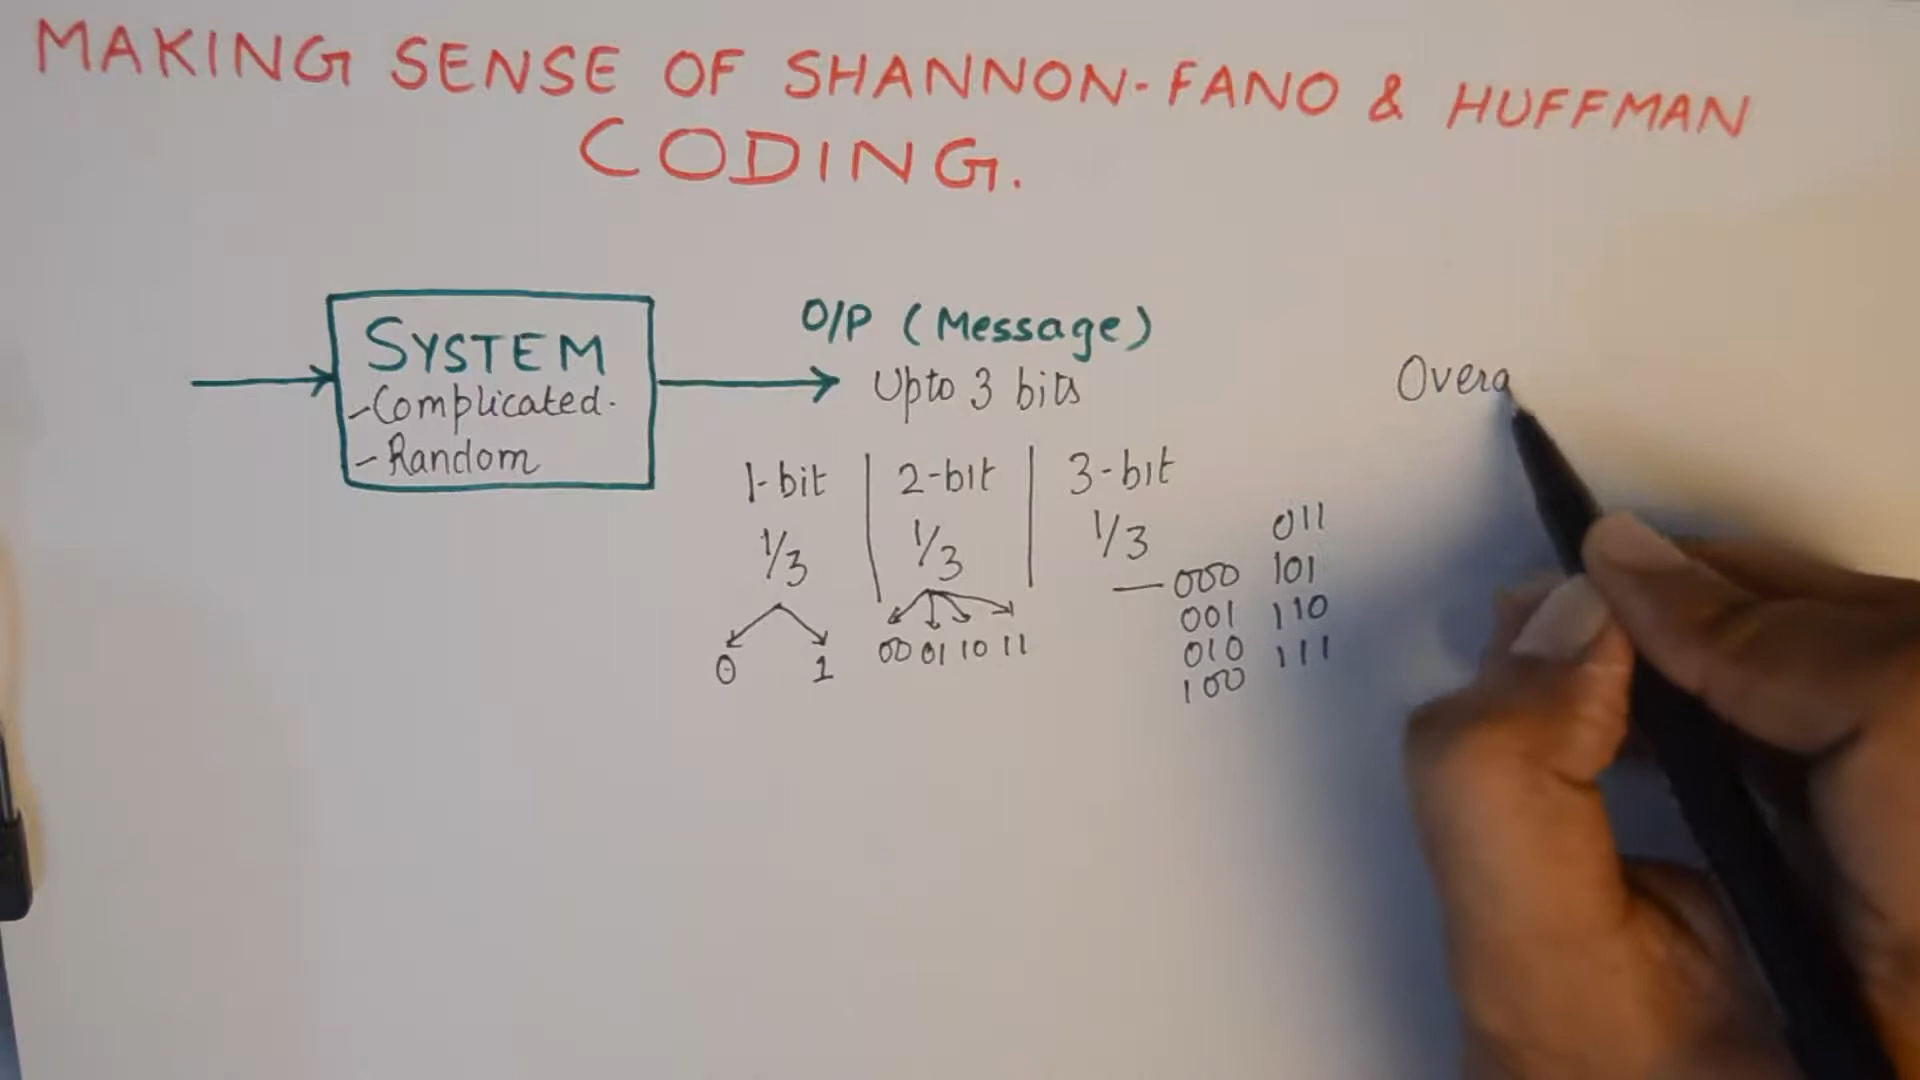 MAKING SENSE OF SHANNON-FANO & HUFFMAN
CODING.
SYSTEM
-Complicated.
-Random
O/P (Message)
Upto 3 bits
1-bit 2-bit 3-bit
1/3 1/3 1/3
0 1
00 01 10 11
011
000 101
001 110
010 111
100
Overa